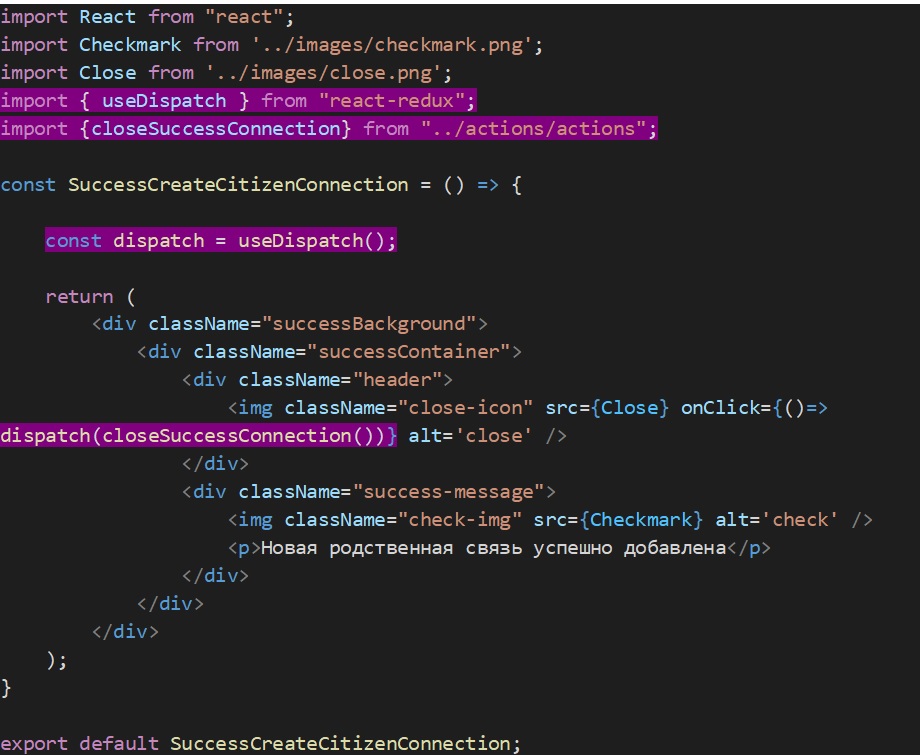 import React from "react";
import Checkmark from '../images/checkmark.png';
import Close from '../images/close.png';
import { useDispatch } from "react-redux";
import {closeSuccessConnection} from "../actions/actions";
const SuccessCreateCitizenConnection = () => {
const dispatch = useDispatch();
return (
<div className="successBackground">
<div className="successContainer">
<div className="header">
<img className="close-icon" src={Close} onClick={()=>
dispatch(closeSuccessConnection())} alt='close' />
</div>
<div className="success-message">
<img className="check-img" src={Checkmark} alt='check' />
<p>Новая родственная связь успешно добавлена</p>
</div>
</div>
</div>
);
}
export default SuccessCreateCitizenConnection;